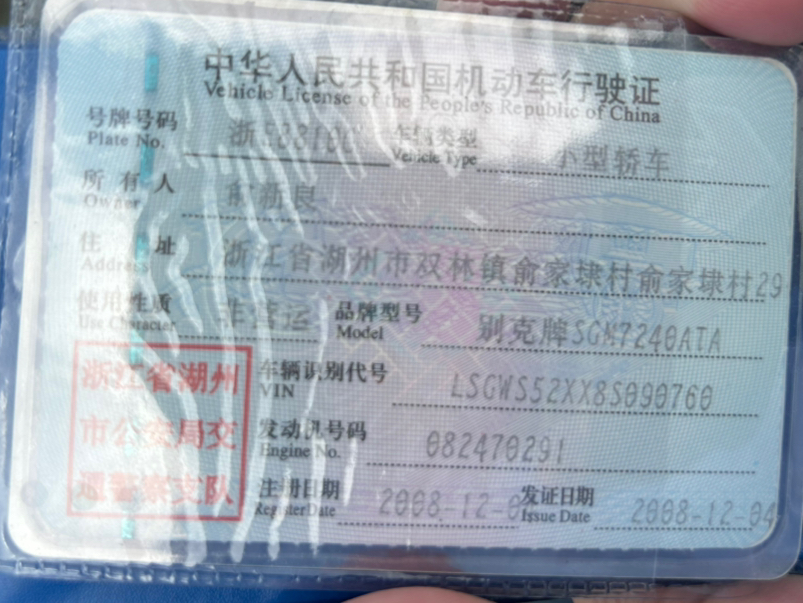 中华人民共和国机动车行驶证
Vehicle License of the People's Republic of China
号牌号码 车辆类型 小型轿车
Plate No. Vehicle Type
所有人 俞新良
Owner
住址 浙江省湖州市双林镇俞家埭村俞家埭村29
Address
使用性质 非营运 品牌型号 别克牌SGM7240ATA
Use Character Model
浙江省湖州 车辆识别代号 LSGWS52XX8S090760
VIN
市公安局交 发动机号码 082470291
Engine No.
通警察支队 注册日期 2008-12-0 发证日期 2008-12-04
Register Date Issue Date